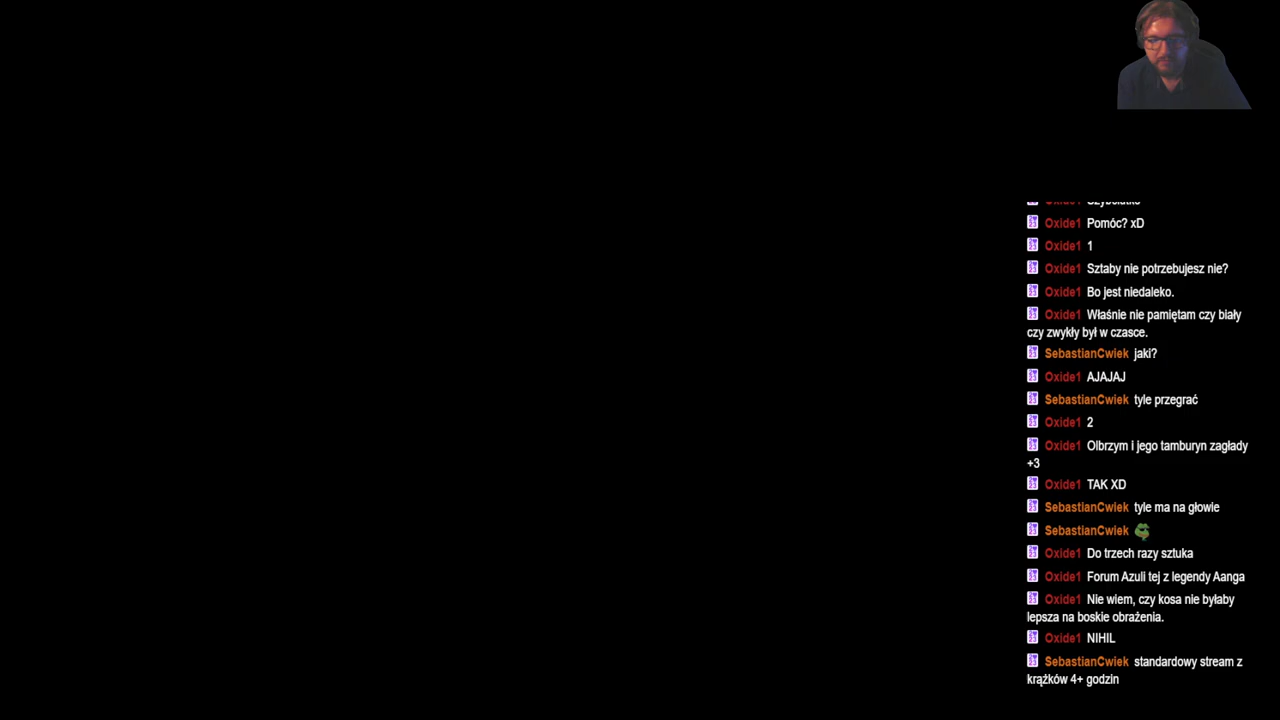 Oxide1 Pomóc? xD
Oxide1 1
Oxide1 Sztaby nie potrzebujesz nie?
Oxide1 Bo jest niedaleko.
Oxide1 Właśnie nie pamiętam czy biały
czy zwykły był w czasce.
SebastianCwiek jaki?
Oxide1 AJAJAJ
SebastianCwiek tyle przegrać
Oxide1 2
Oxide1 Olbrzym i jego tamburyn zagłady
+3
Oxide1 TAK XD
SebastianCwiek tyle ma na głowie
SebastianCwiek
Oxide1 Do trzech razy sztuka
Oxide1 Forum Azuli tej z legendy Aanga
Oxide1 Nie wiem, czy kosa nie byłaby
lepsza na boskie obrażenia.
Oxide1 NIHIL
SebastianCwiek standardowy stream z
krążków 4+ godzin